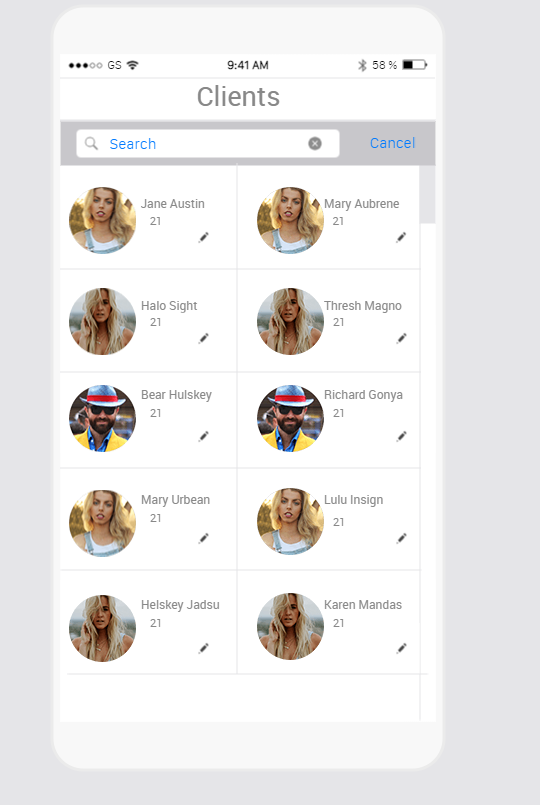 GS 9:41 AM 58 %
Clients
Search Cancel
Jane Austin
21
Mary Aubrene
21
Halo Sight
21
Thresh Magno
21
Bear Hulskey
21
Richard Gonya
21
Mary Urbean
21
Lulu Insign
21
Helskey Jadsu
21
Karen Mandas
21